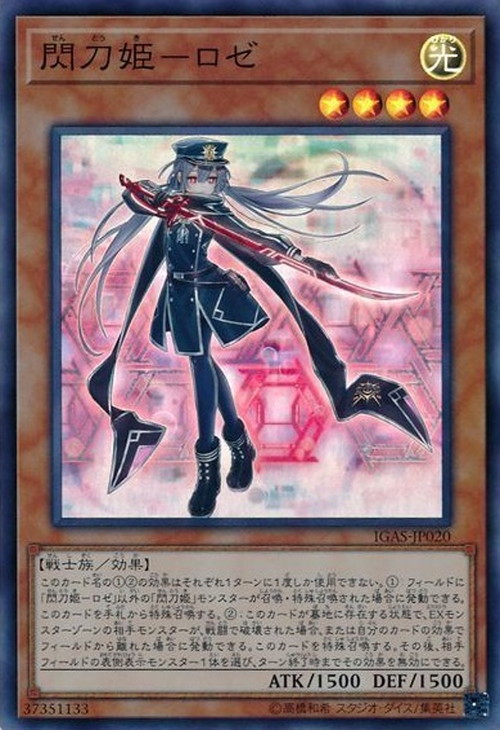 閃刀姫－ロゼ
光
IGAS-JP020
【戦士族／効果】
このカード名の①②の効果はそれぞれ1ターンに1度しか使用できない。①：フィールドに
「閃刀姫－ロゼ」以外の「閃刀姫」モンスターが召喚・特殊召喚された場合に発動できる。
このカードを手札から特殊召喚する。②：このカードが墓地に存在する状態で、EXモン
スターゾーンの相手モンスターが、戦闘で破壊された場合、または自分のカードの効果で
フィールドから離れた場合に発動できる。このカードを特殊召喚する。その後、相手
フィールドの表側表示モンスター1体を選び、ターン終了時までその効果を無効にできる。
ATK/1500 DEF/1500
37351133
©高橋和希 スタジオ・ダイス/集英社